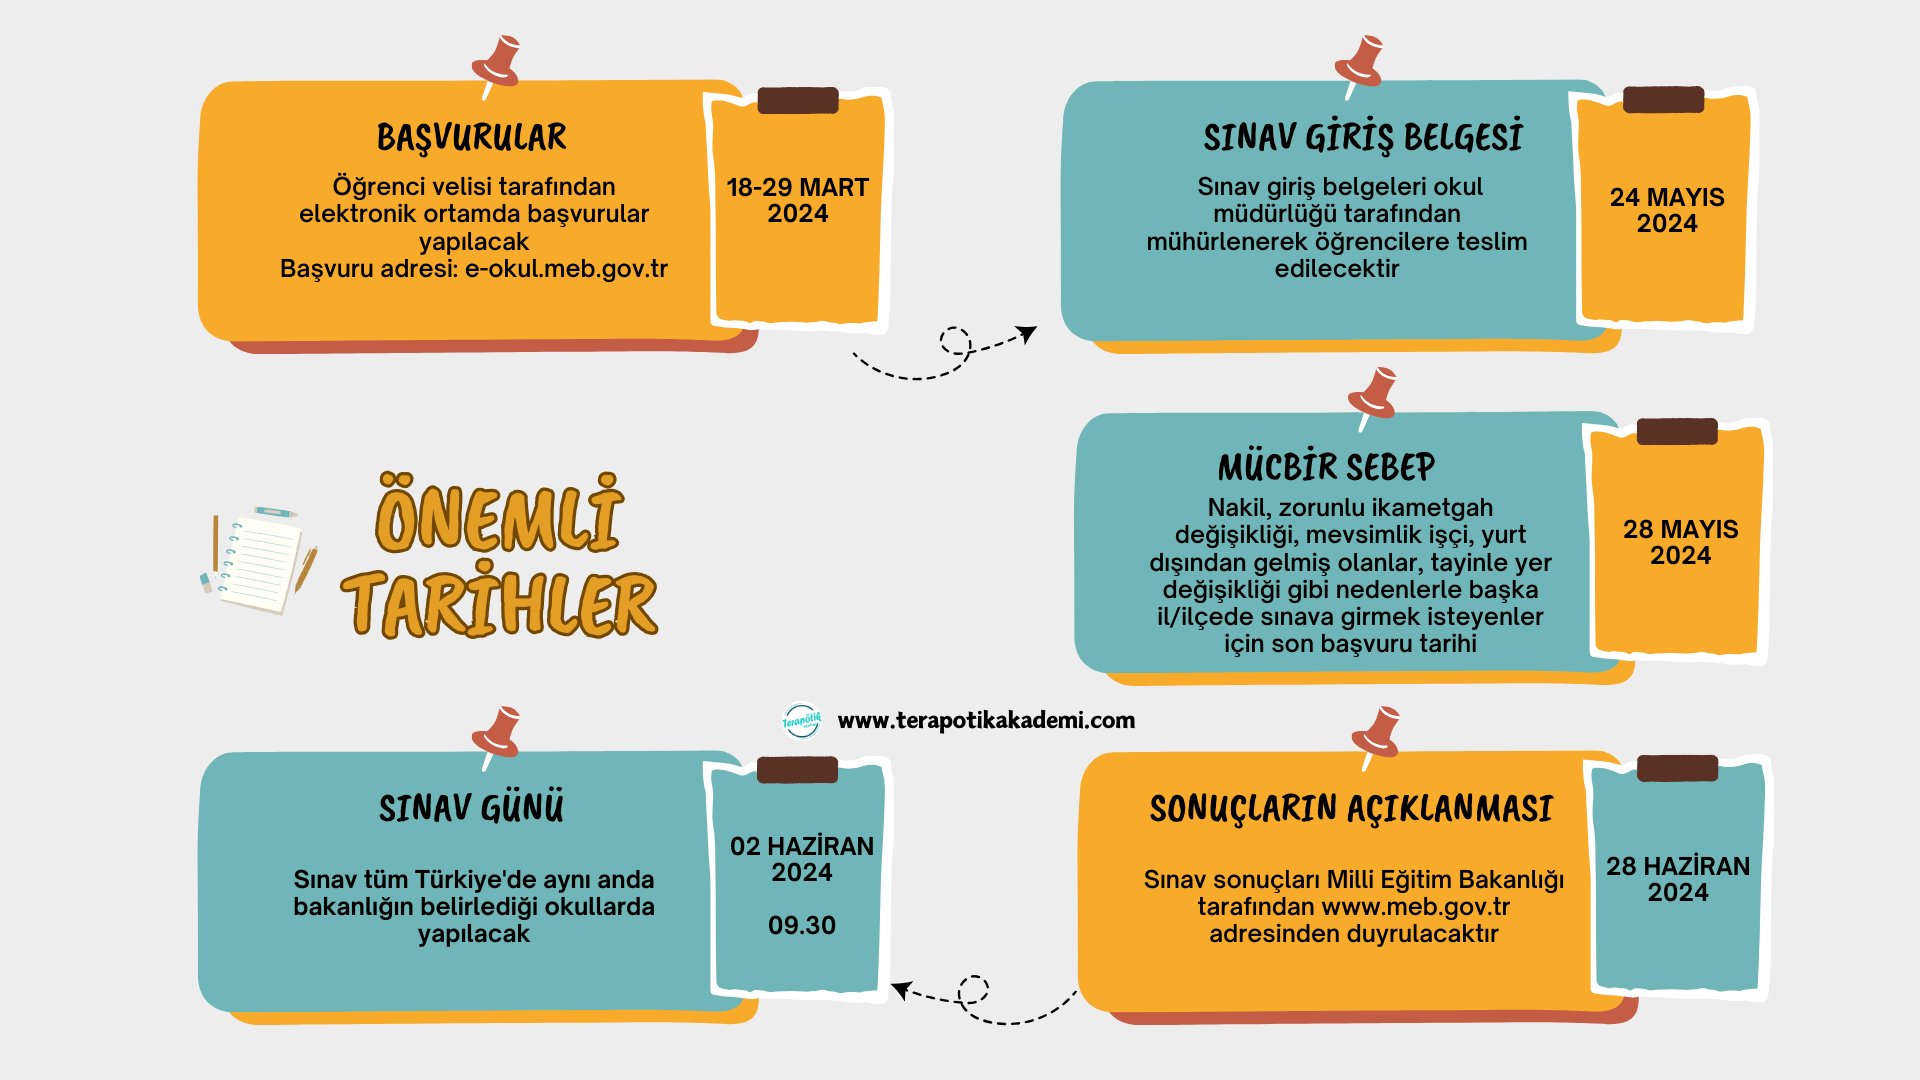 BAŞVURULAR
Öğrenci velisi tarafından
elektronik ortamda başvurular
yapılacak
Başvuru adresi: e-okul.meb.gov.tr
18-29 MART
2024
SINAV GİRİŞ BELGESİ
Sınav giriş belgeleri okul
müdürlüğü tarafından
mühürlenerek öğrencilere teslim
edilecektir
24 MAYIS
2024
ÖNEMLİ
TARİHLER
MÜCBİR SEBEP
Nakil, zorunlu ikametgah
değişikliği, mevsimlik işçi, yurt
dışından gelmiş olanlar, tayinle yer
değişikliği gibi nedenlerle başka
il/ilçede sınava girmek isteyenler
için son başvuru tarihi
28 MAYIS
2024
Terapötik
www.terapotikakademi.com
SINAV GÜNÜ
Sınav tüm Türkiye'de aynı anda
bakanlığın belirlediği okullarda
yapılacak
02 HAZİRAN
2024
09.30
SONUÇLARIN AÇIKLANMASI
Sınav sonuçları Milli Eğitim Bakanlığı
tarafından www.meb.gov.tr
adresinden duyrulacaktır
28 HAZİRAN
2024